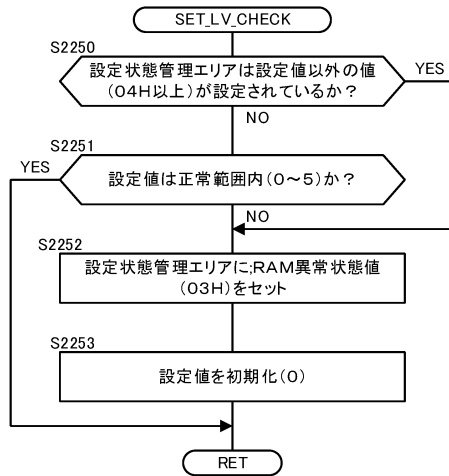 SET_LV_CHECK
S2250
設定状態管理エリアは設定値以外の値
(04H以上)が設定されているか？
YES
NO
S2251
YES
設定値は正常範囲内(0～5)か？
NO
S2252
設定状態管理エリアに;RAM異常状態値
(03H)をセット
S2253
設定値を初期化(0)
RET